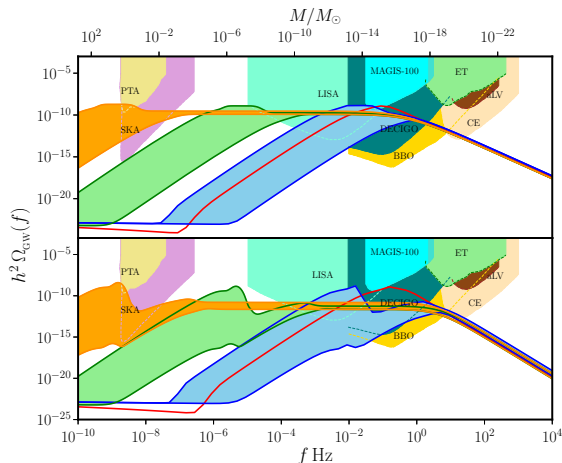 M/M☉
10² 10⁻² 10⁻⁶ 10⁻¹⁰ 10⁻¹⁴ 10⁻¹⁸ 10⁻²²
10⁻⁵
10⁻¹⁰
10⁻¹⁵
10⁻²⁰
PTA
SKA
LISA
MAGIS-100
DECIGO
BBO
ET
CE
h² Ω_GW(f)
10⁻⁵
10⁻¹⁰
10⁻¹⁵
10⁻²⁰
10⁻²⁵
PTA
SKA
LISA
MAGIS-100
DECIGO
BBO
ET
CE
10⁻¹⁰ 10⁻⁸ 10⁻⁶ 10⁻⁴ 10⁻² 10⁰ 10² 10⁴
f Hz